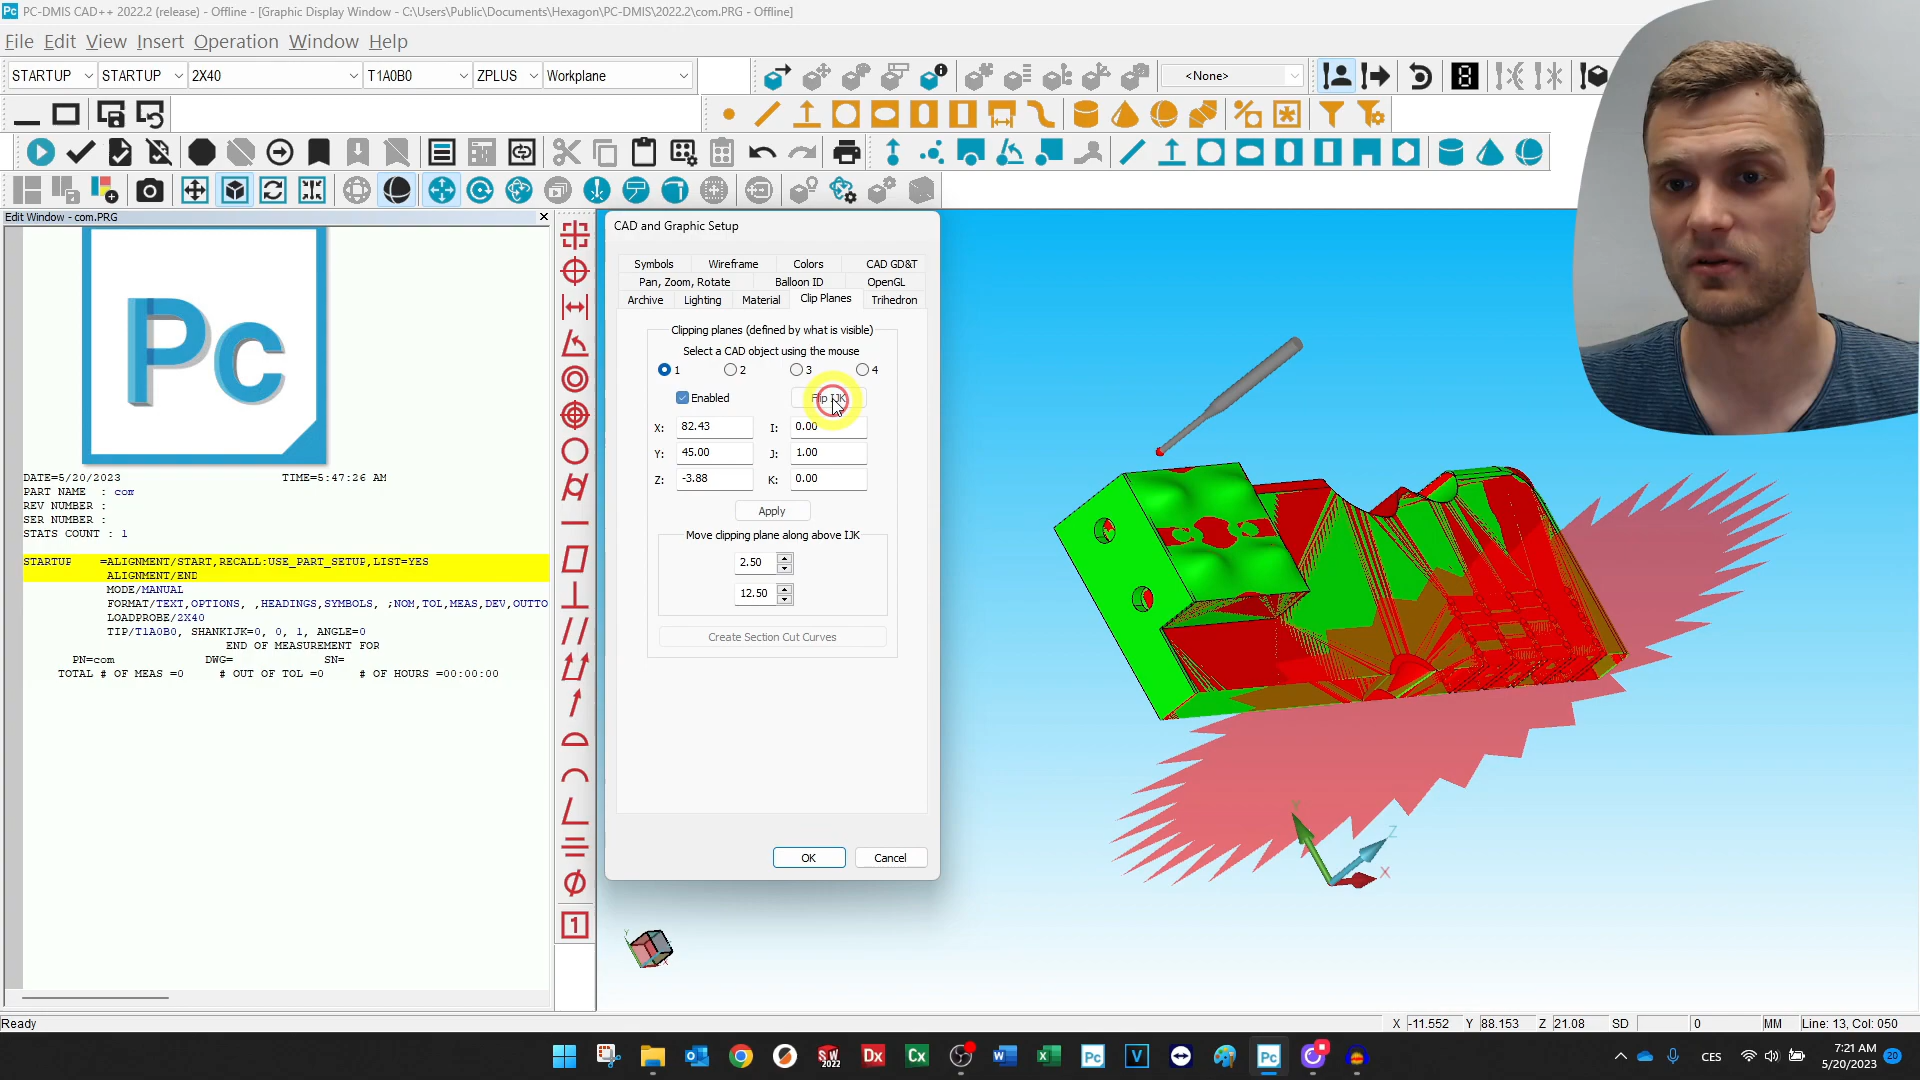 PC-DMIS CAD++ 2022.2 (release) - Offline - [Graphic Display Window - C:\Users\Public\Documents\Hexagon\PC-DMIS\2022.2\com.PRG - Offline]
File Edit View Insert Operation Window Help
STARTUP STARTUP 2X40 T1A0B0 ZPLUS Workplane <None>
Edit Window - com.PRG
Pc
DATE=5/20/2023 TIME=5:47:26 AM
PART NAME : com
REV NUMBER :
SER NUMBER :
STATS COUNT : 1
STARTUP =ALIGNMENT/START,RECALL:USE_PART_SETUP,LIST=YES
ALIGNMENT/END
MODE/MANUAL
FORMAT/TEXT,OPTIONS, ,HEADINGS,SYMBOLS, ;NOM,TOL,MEAS,DEV,OUTTO
LOADPROBE/2X40
TIP/T1A0B0, SHANKIJK=0, 0, 1, ANGLE=0
END OF MEASUREMENT FOR
PN=com DWG= SN=
TOTAL # OF MEAS =0 # OUT OF TOL =0 # OF HOURS =00:00:00
CAD and Graphic Setup
Symbols Wireframe Colors CAD GD&T
Pan, Zoom, Rotate Balloon ID OpenGL
Archive Lighting Material Clip Planes Trihedron
Clipping planes (defined by what is visible)
Select a CAD object using the mouse
1 2 3 4
Enabled Flip IJK
X: 82.43 I: 0.00
Y: 45.00 J: 1.00
Z: -3.88 K: 0.00
Apply
Move clipping plane along above IJK
2.50
12.50
Create Section Cut Curves
OK Cancel
Y Z X
Y X
Ready X -11.552 Y 88.153 Z 21.08 SD 0 MM Line: 13, Col: 050
SW 2022 Dx Cx Pc V Pc CES 7:21 AM
5/20/2023 20